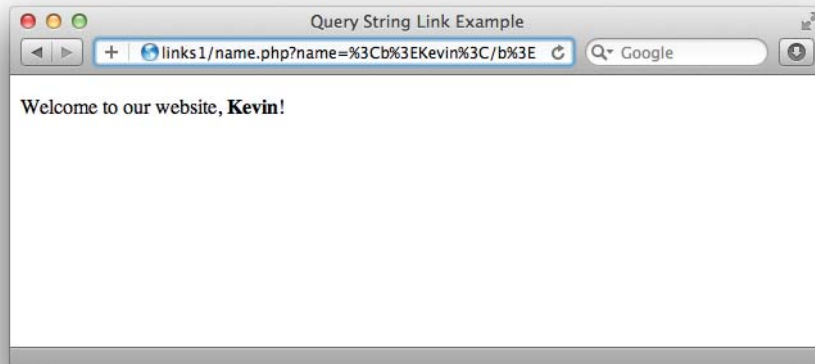 Query String Link Example
links1/name.php?name=%3Cb%3EKevin%3C/b%3E
Google
Welcome to our website, Kevin!